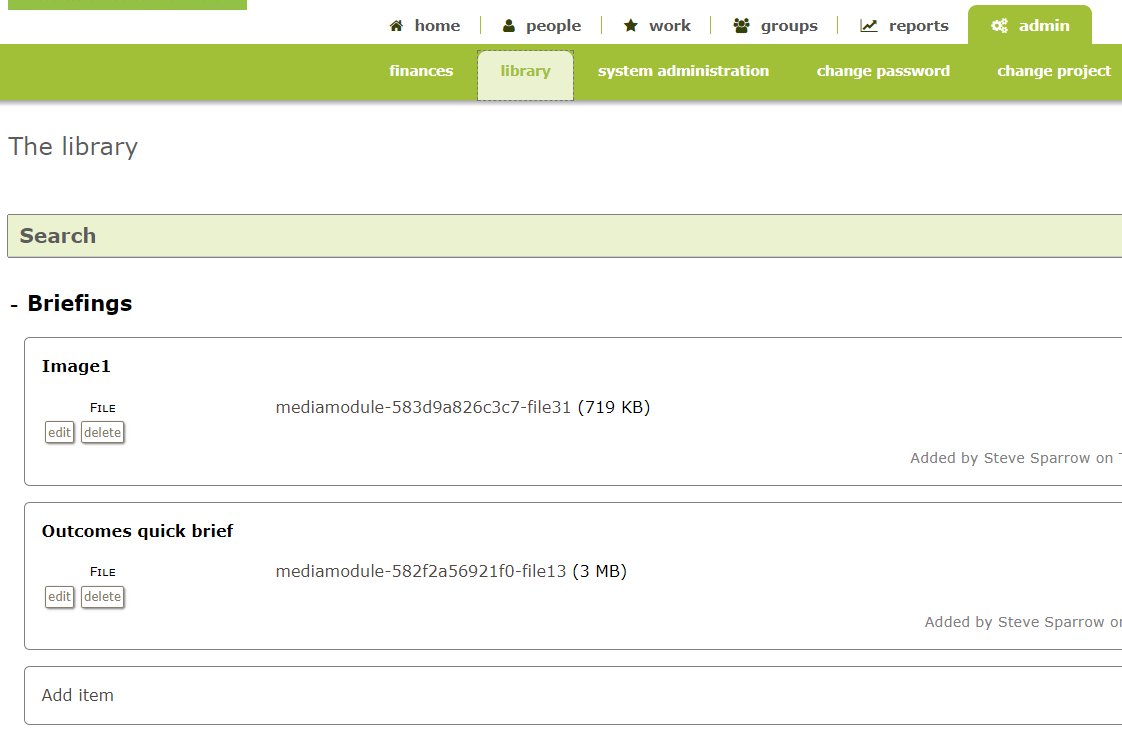 home people work groups reports admin
finances library system administration change password change project
The library
Search
- Briefings
Image1
File mediamodule-583d9a826c3c7-file31 (719 KB)
edit delete
Added by Steve Sparrow on T
Outcomes quick brief
File mediamodule-582f2a56921f0-file13 (3 MB)
edit delete
Added by Steve Sparrow on
Add item